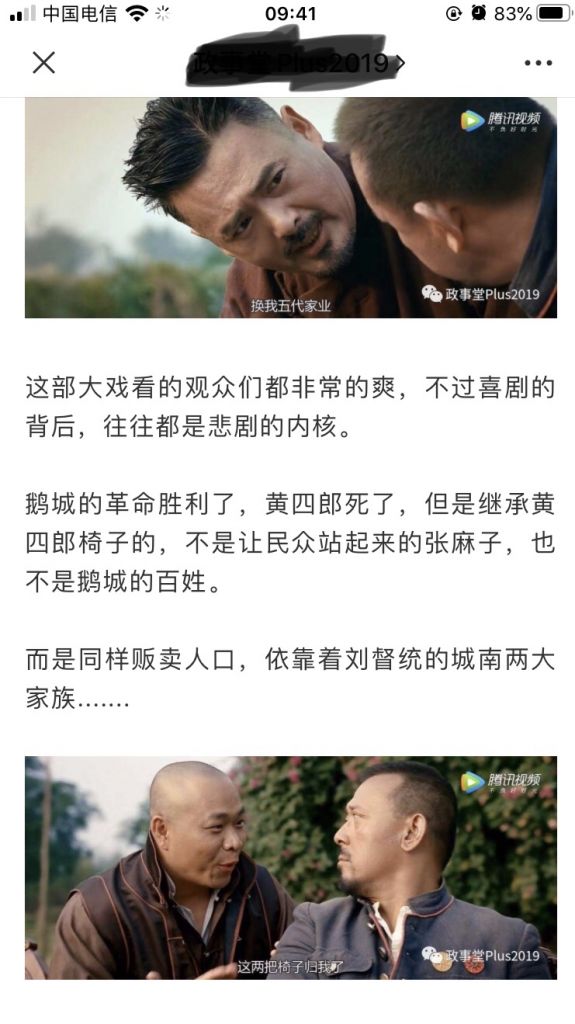 中国电信
09:41
83%
政事堂Plus2019
腾讯视频
不负好时光
换我五代家业
政事堂Plus2019
这部大戏看的观众们都非常的爽，不过喜剧的
背后，往往都是悲剧的内核。
鹅城的革命胜利了，黄四郎死了，但是继承黄
四郎椅子的，不是让民众站起来的张麻子，也
不是鹅城的百姓。
而是同样贩卖人口，依靠着刘督统的城南两大
家族.......
腾讯视频
不负好时光
这两把椅子归我了
政事堂Plus2019